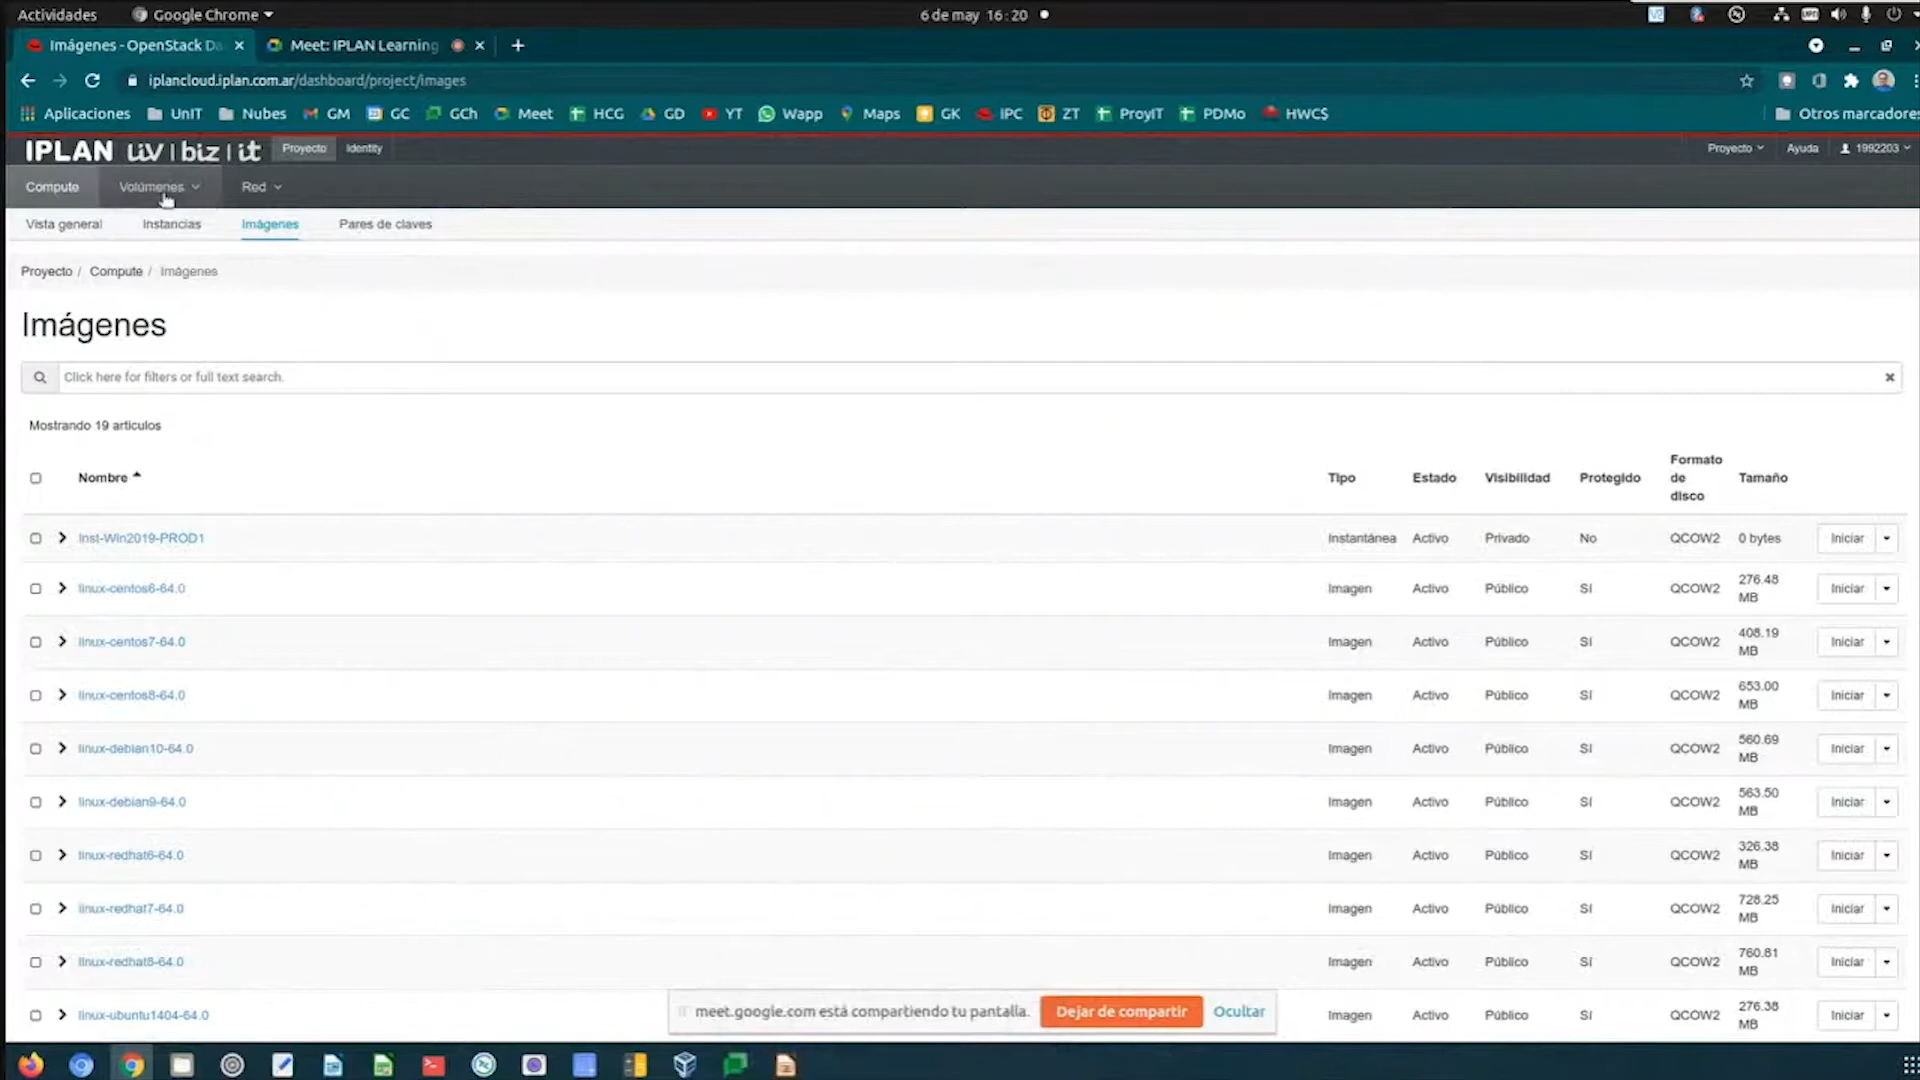 Actividades Google Chrome 6 de may 16:20
Imágenes - OpenStack Da Meet: IPLAN Learning
iplancloud.iplan.com.ar/dashboard/project/images
Aplicaciones UnIT Nubes GM GC GCh Meet HCG GD YT Wapp Maps GK IPC ZT ProyIT PDMo HWC$ Otros marcadores
IPLAN liv | biz | it Proyecto Identity Proyecto Ayuda 1992203
Compute Volúmenes Red
Vista general Instancias Imágenes Pares de claves
Proyecto / Compute / Imágenes
Imágenes
Click here for filters or full text search.
Mostrando 19 articulos
Nombre Tipo Estado Visibilidad Protegido Formato de disco Tamaño
Inst-Win2019-PROD1 Instantánea Activo Privado No QCOW2 0 bytes Iniciar
linux-centos6-64.0 Imagen Activo Público Sí QCOW2 276.48 MB Iniciar
linux-centos7-64.0 Imagen Activo Público Sí QCOW2 408.19 MB Iniciar
linux-centos8-64.0 Imagen Activo Público Sí QCOW2 653.00 MB Iniciar
linux-debian10-64.0 Imagen Activo Público Sí QCOW2 560.69 MB Iniciar
linux-debian9-64.0 Imagen Activo Público Sí QCOW2 563.50 MB Iniciar
linux-redhat6-64.0 Imagen Activo Público Sí QCOW2 326.38 MB Iniciar
linux-redhat7-64.0 Imagen Activo Público Sí QCOW2 728.25 MB Iniciar
linux-redhat8-64.0 Imagen Activo Público Sí QCOW2 760.81 MB Iniciar
linux-ubuntu1404-64.0 Imagen Activo Público Sí QCOW2 276.38 MB Iniciar
meet.google.com está compartiendo tu pantalla. Dejar de compartir Ocultar